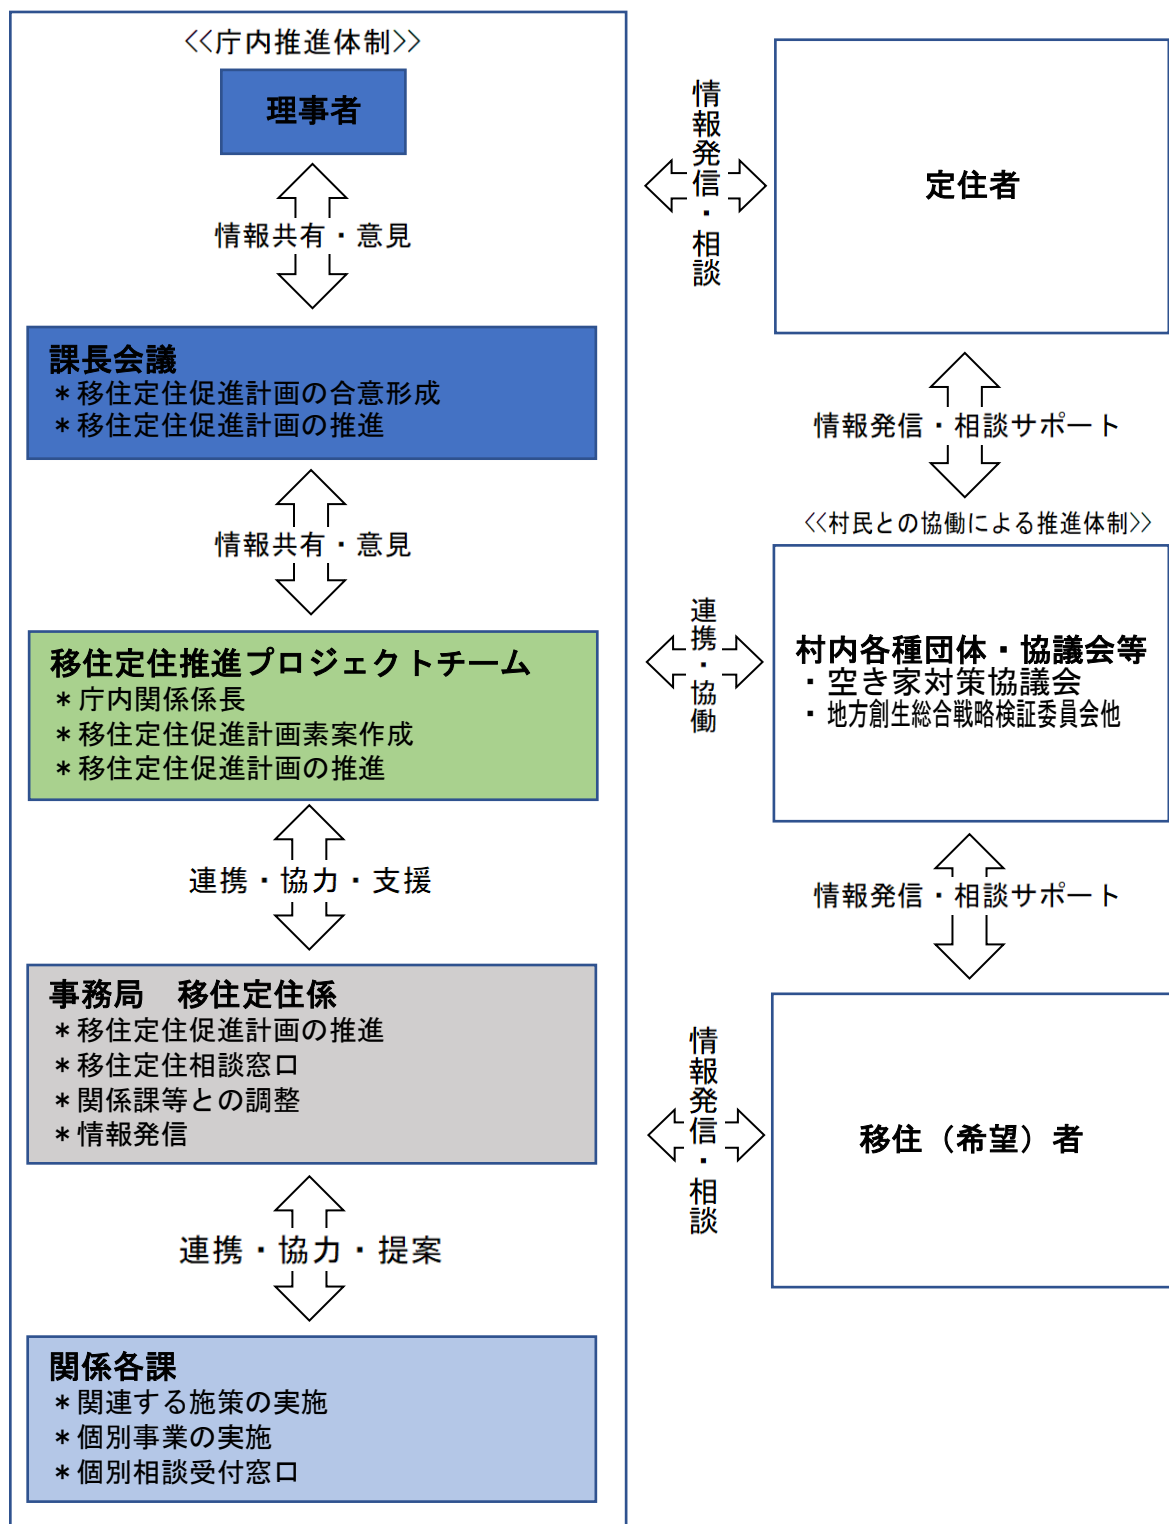 <<庁内推進体制>>
理事者
情報共有・意見
課長会議
＊移住定住促進計画の合意形成
＊移住定住促進計画の推進
情報共有・意見
移住定住推進プロジェクトチーム
＊庁内関係係長
＊移住定住促進計画素案作成
＊移住定住促進計画の推進
連携・協力・支援
事務局　移住定住係
＊移住定住促進計画の推進
＊移住定住相談窓口
＊関係課等との調整
＊情報発信
連携・協力・提案
関係各課
＊関連する施策の実施
＊個別事業の実施
＊個別相談受付窓口
情報発信・相談
定住者
情報発信・相談サポート
<<村民との協働による推進体制>>
連携・協働
村内各種団体・協議会等
・空き家対策協議会
・地方創生総合戦略検証委員会他
情報発信・相談サポート
情報発信・相談
移住（希望）者